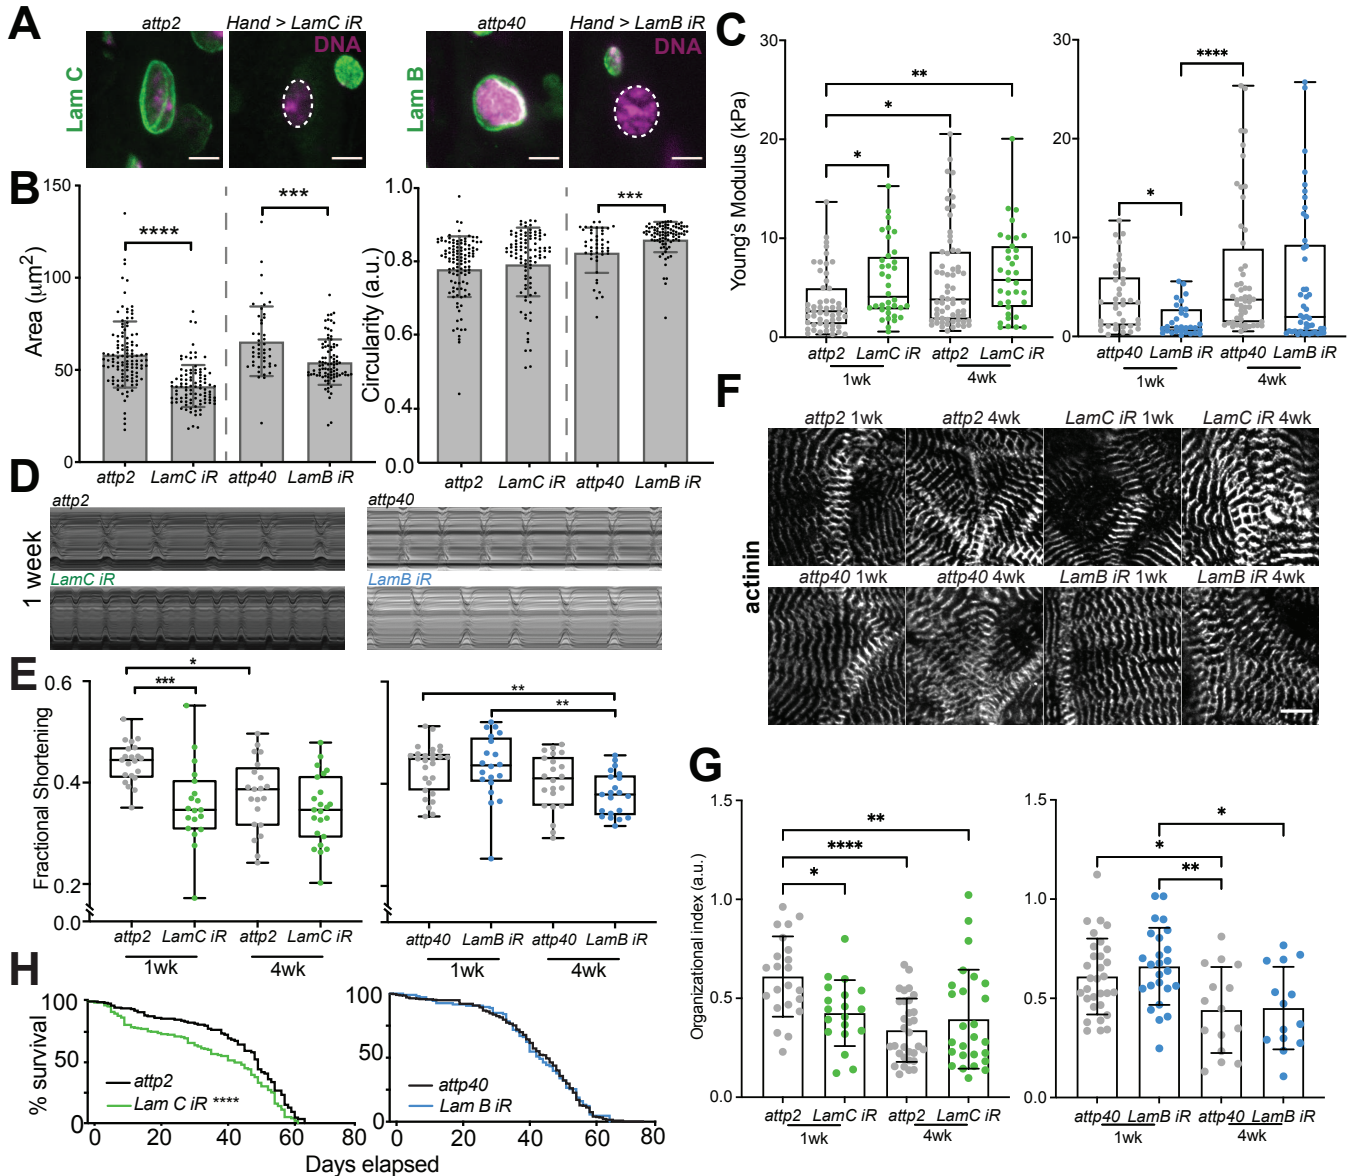 A
attp2
Hand > LamC iR
attp40
Hand > LamB iR
Lam C
DNA
Lam B
DNA
B
Area (μm2)
150
100
50
0
****
***
attp2
LamC iR
attp40
LamB iR
Circularity (a.u.)
1.0
0.8
0.6
0.4
0.0
***
attp2
LamC iR
attp40
LamB iR
C
Young's Modulus (kPa)
30
20
10
0
**
*
*
attp2
LamC iR
attp2
LamC iR
1wk
4wk
30
20
10
0
****
*
attp40
LamB iR
attp40
LamB iR
1wk
4wk
D
1 week
attp2
attp40
LamC iR
LamB iR
E
Fractional Shortening
0.6
0.4
0.2
0.0
*
***
attp2
LamC iR
attp2
LamC iR
1wk
4wk
**
**
attp40
LamB iR
attp40
LamB iR
1wk
4wk
F
actinin
attp2 1wk
attp2 4wk
LamC iR 1wk
LamC iR 4wk
attp40 1wk
attp40 4wk
LamB iR 1wk
LamB iR 4wk
G
Organizational index (a.u.)
1.5
1.0
0.5
0.0
**
****
*
attp2
LamC iR
attp2
LamC iR
1wk
4wk
1.5
1.0
0.5
0.0
*
*
**
attp40
LamB iR
attp40
LamB iR
1wk
4wk
H
% survival
100
50
0
attp2
Lam C iR ****
0
20
40
60
80
100
50
0
attp40
Lam B iR
0
20
40
60
80
Days elapsed